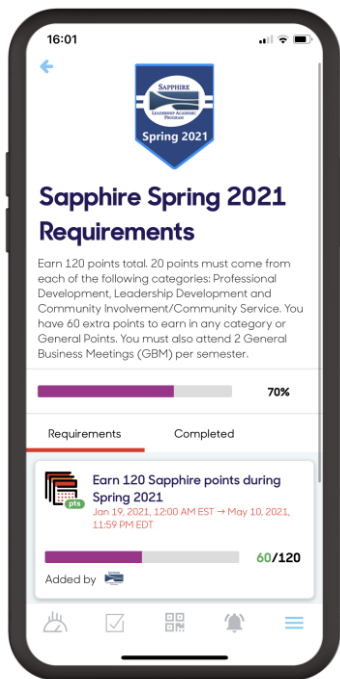 16:01
SAPPHIRE
LEADERSHIP ACADEMIC
PROGRAM
Spring 2021
Sapphire Spring 2021
Requirements
Earn 120 points total. 20 points must come from
each of the following categories: Professional
Development, Leadership Development and
Community Involvement/Community Service. You
have 60 extra points to earn in any category or
General Points. You must also attend 2 General
Business Meetings (GBM) per semester.
70%
Requirements Completed
Earn 120 Sapphire points during
Spring 2021
pts
Jan 19, 2021, 12:00 AM EST → May 10, 2021,
11:59 PM EDT
60/120
Added by